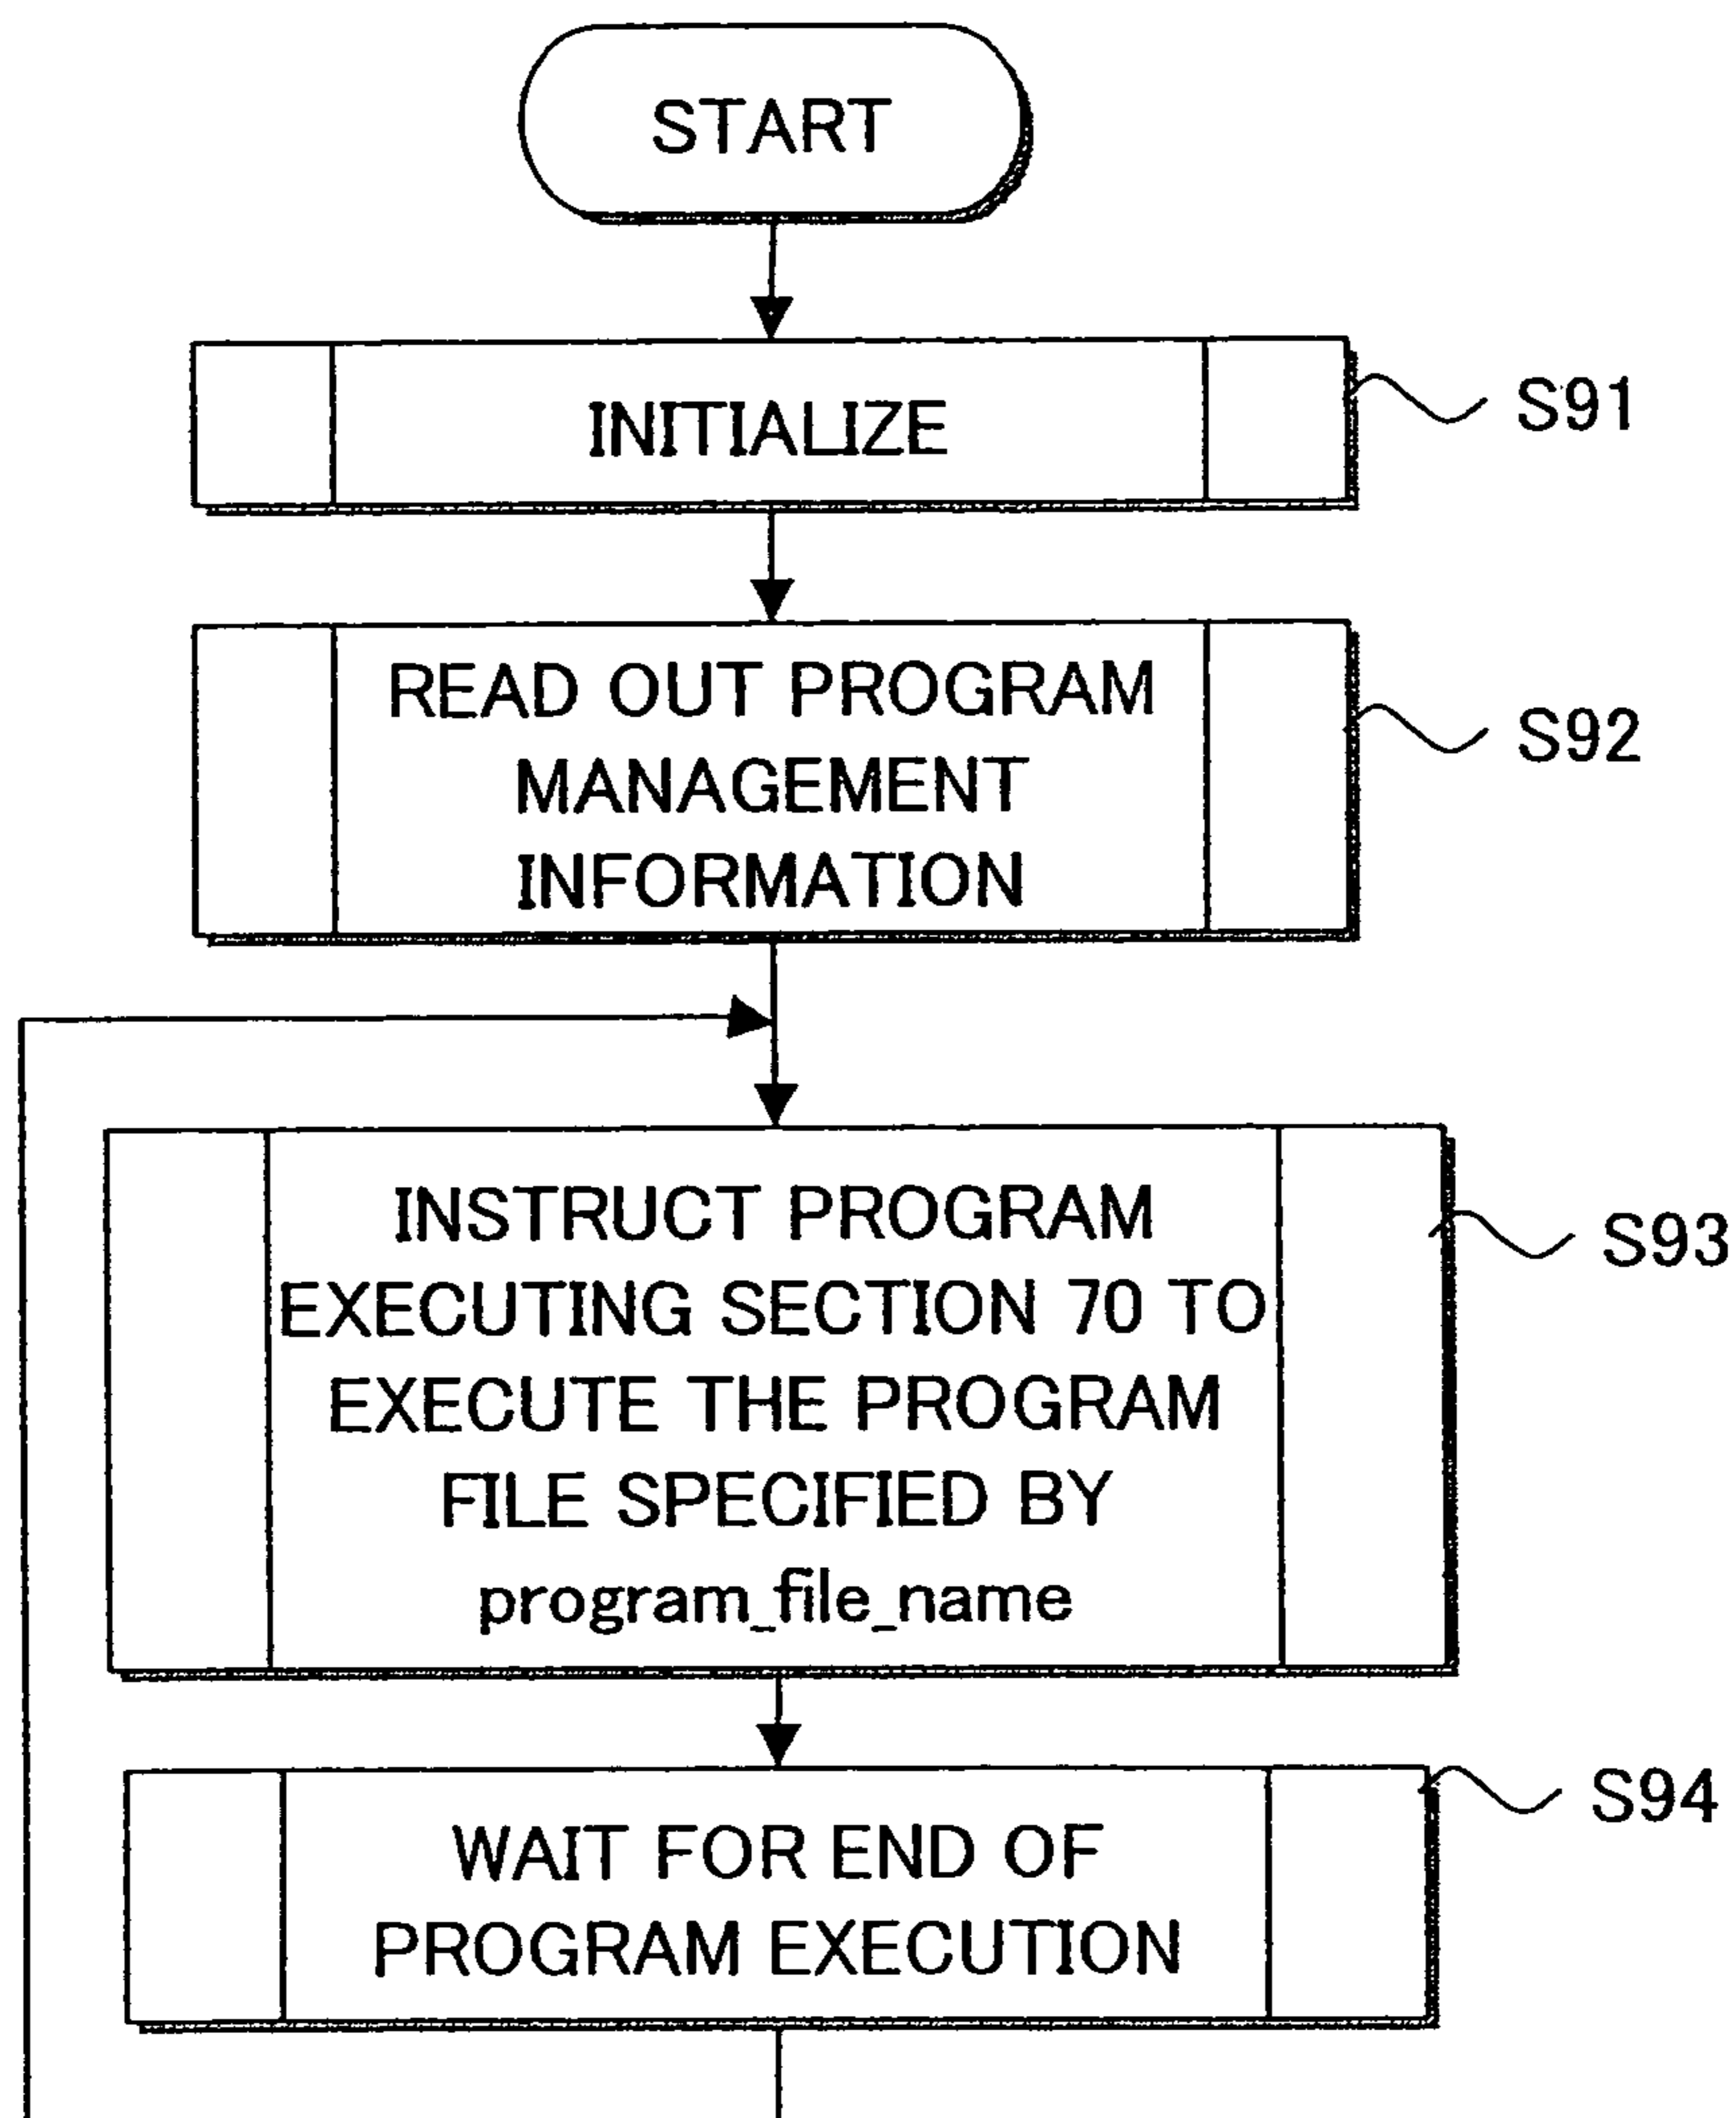 START
INITIALIZE
S91
READ OUT PROGRAM
MANAGEMENT
INFORMATION
S92
INSTRUCT PROGRAM
EXECUTING SECTION 70 TO
EXECUTE THE PROGRAM
FILE SPECIFIED BY
program_file_name
S93
WAIT FOR END OF
PROGRAM EXECUTION
S94